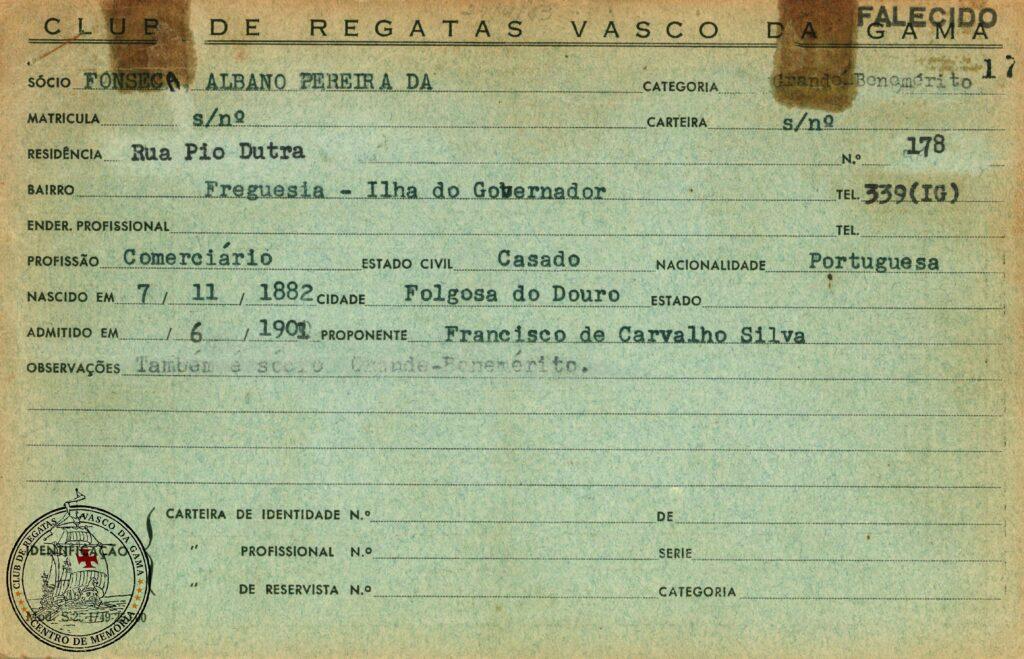 FALECIDO
CLUB DE REGATAS VASCO DA GAMA
17
SÓCIO FONSECA, ALBANO PEREIRA DA CATEGORIA Grande-Benemérito
MATRICULA s/nº CARTEIRA s/nº
RESIDÊNCIA Rua Pio Dutra N.º 178
BAIRRO Freguesia - Ilha do Governador TEL. 339(IG)
ENDER. PROFISSIONAL TEL.
PROFISSÃO Comerciário ESTADO CIVIL Casado NACIONALIDADE Portuguesa
NASCIDO EM 7 / 11 / 1882 CIDADE Folgosa do Douro ESTADO
ADMITIDO EM / 6 / 1901 PROPONENTE Francisco de Carvalho Silva
OBSERVAÇÕES Também é sócio Grande-Benemérito.
CARTEIRA DE IDENTIDADE N.º DE
IDENTIFICAÇÃO " PROFISSIONAL N.º SERIE
" DE RESERVISTA N.º CATEGORIA
CLUB DE REGATAS VASCO DA GAMA
CENTRO DE MEMÓRIA